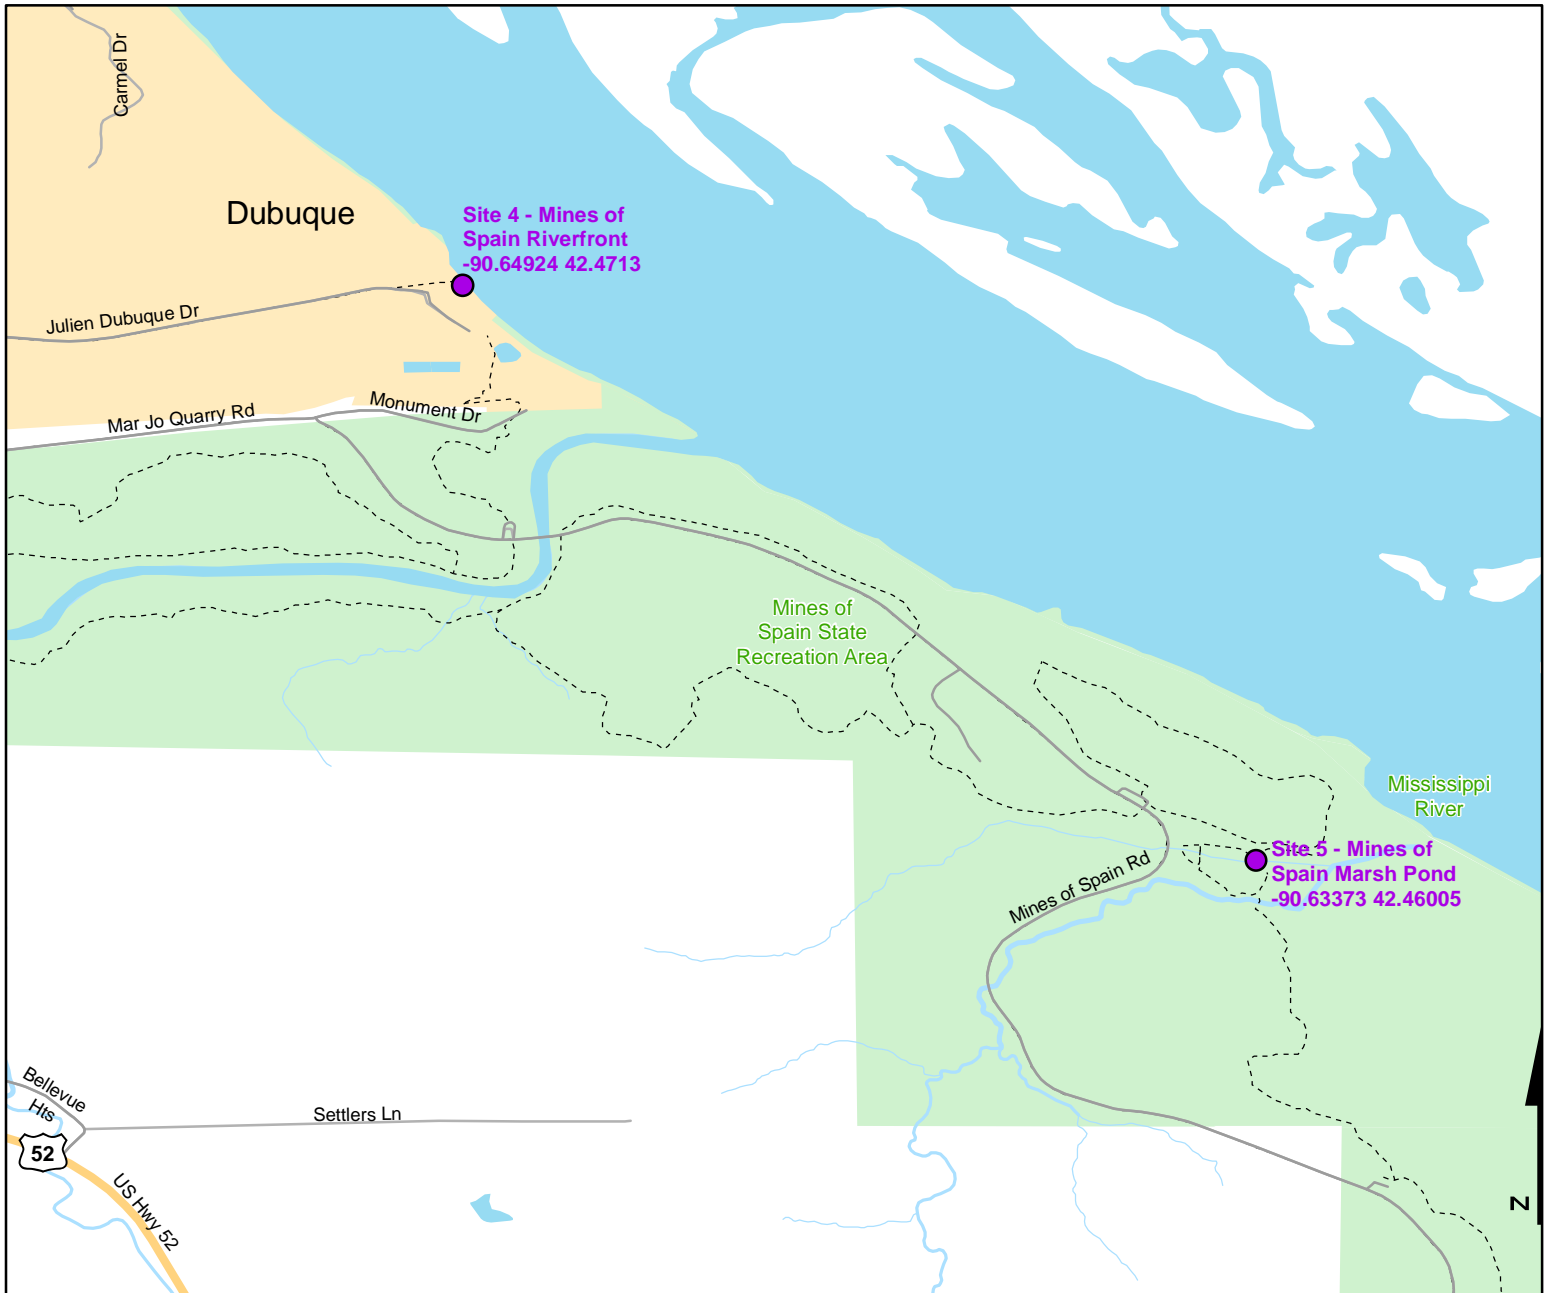 Carmel Dr
Dubuque
Site 4 - Mines of
Spain Riverfront
-90.64924 42.4713
Julien Dubuque Dr
Mar Jo Quarry Rd
Monument Dr
Mines of
Spain State
Recreation Area
Mississippi
River
Site 5 - Mines of
Spain Marsh Pond
-90.63373 42.46005
Mines of Spain Rd
Bellevue
Hts
Settlers Ln
52
US Hwy 52
N